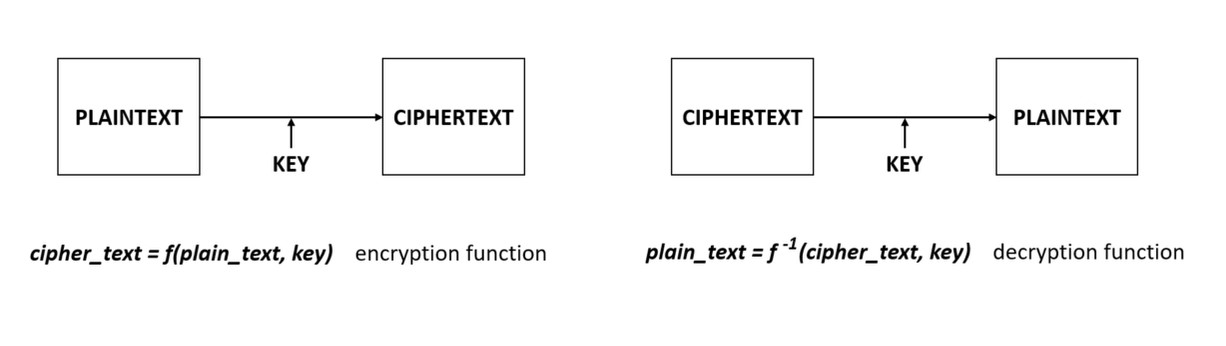 PLAINTEXT
CIPHERTEXT
KEY
cipher_text = f(plain_text, key) encryption function
CIPHERTEXT
PLAINTEXT
KEY
plain_text = f⁻¹(cipher_text, key) decryption function